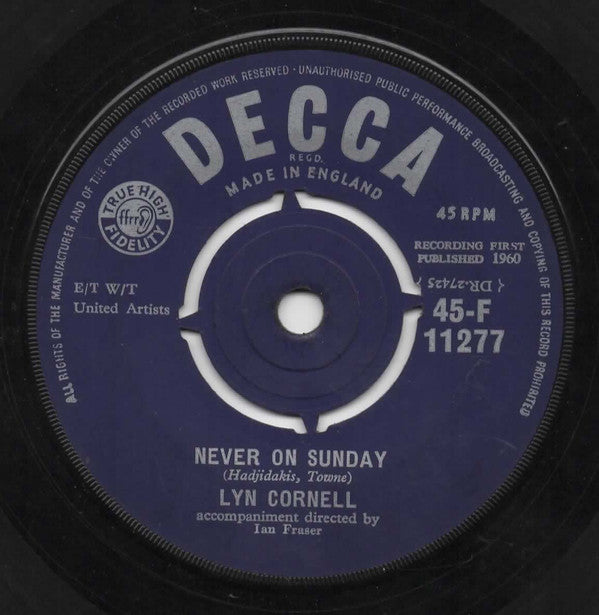 ALL RIGHTS OF THE MANUFACTURER AND OF THE OWNER OF THE RECORDED WORK RESERVED · UNAUTHORISED PUBLIC PERFORMANCE BROADCASTING AND COPYING OF THIS RECORD PROHIBITED
DECCA
REGD.
MADE IN ENGLAND
TRUE HIGH
ffrr
FIDELITY
45 RPM
RECORDING FIRST
PUBLISHED 1960
E/T W/T
United Artists
(DR-27425)
45-F
11277
NEVER ON SUNDAY
(Hadjidakis, Towne)
LYN CORNELL
accompaniment directed by
Ian Fraser